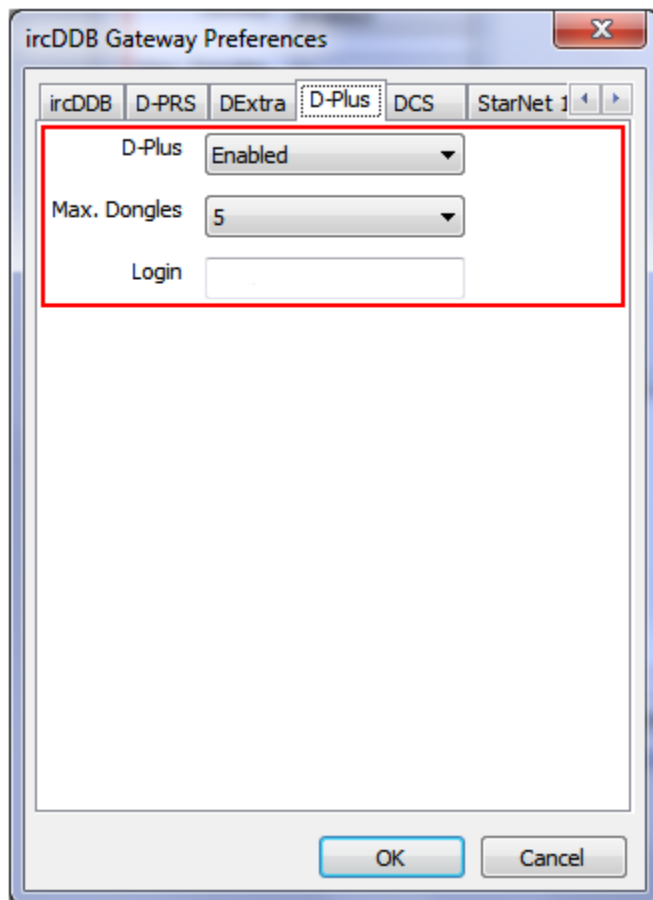 ircDDB Gateway Preferences
ircDDB D-PRS DExtra D-Plus DCS StarNet 1
D-Plus Enabled
Max. Dongles 5
Login
OK Cancel